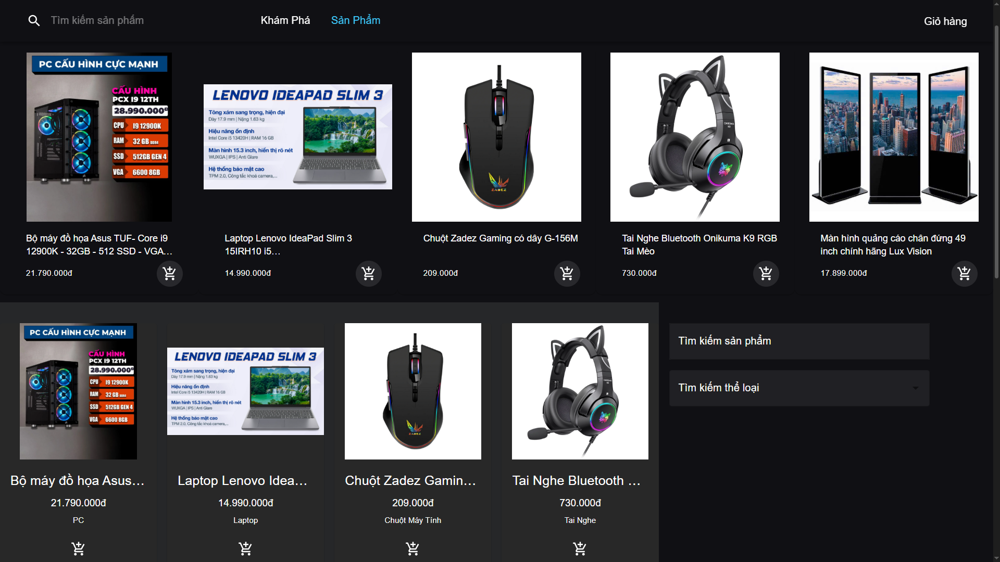 Tìm kiếm sản phẩm
Khám Phá
Sản Phẩm
Giỏ hàng
PC CẤU HÌNH CỰC MẠNH
CẤU HÌNH
PCX I9 12TH
28.990.000Đ
CPU I9 12900K
RAM 32 GB DDR4
SSD 512GB GEN 4
VGA 6600 8GB
Bộ máy đồ họa Asus TUF- Core i9
12900K - 32GB - 512 SSD - VGA...
21.790.000đ
LENOVO IDEAPAD SLIM 3
Tông xám sang trọng, hiện đại
Dày 17.9 mm | Nặng 1.63 kg
Hiệu năng ổn định
Intel Core i5 13420H | RAM 16 GB
Màn hình 15.3 inch, hiển thị rõ nét
WUXGA | IPS | Anti Glare
Hệ thống bảo mật cao
TPM 2.0, Công tắc khoá camera,...
Laptop Lenovo IdeaPad Slim 3
15IRH10 i5...
14.990.000đ
ZADEZ
Chuột Zadez Gaming có dây G-156M
209.000đ
ONIKUMA
K9
Tai Nghe Bluetooth Onikuma K9 RGB
Tai Mèo
730.000đ
Màn hình quảng cáo chân đứng 49
inch chính hãng Lux Vision
17.899.000đ
PC CẤU HÌNH CỰC MẠNH
CẤU HÌNH
PCX I9 12TH
28.990.000Đ
CPU I9 12900K
RAM 32 GB DDR4
SSD 512GB GEN 4
VGA 6600 8GB
Bộ máy đồ họa Asus...
21.790.000đ
PC
LENOVO IDEAPAD SLIM 3
Tông xám sang trọng, hiện đại
Dày 17.9 mm | Nặng 1.63 kg
Hiệu năng ổn định
Intel Core i5 13420H | RAM 16 GB
Màn hình 15.3 inch, hiển thị rõ nét
WUXGA | IPS | Anti Glare
Hệ thống bảo mật cao
TPM 2.0, Công tắc khoá camera,...
Laptop Lenovo Idea...
14.990.000đ
Laptop
ZADEZ
Chuột Zadez Gamin...
209.000đ
Chuột Máy Tính
ONIKUMA
K9
Tai Nghe Bluetooth ...
730.000đ
Tai Nghe
Tìm kiếm sản phẩm
Tìm kiếm thể loại